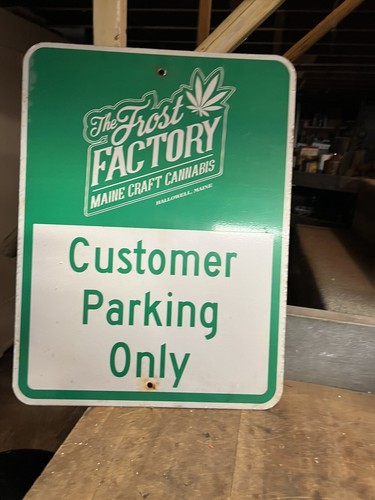 The Frost
FACTORY
MAINE CRAFT CANNABIS
HALLOWELL, MAINE
Customer
Parking
Only